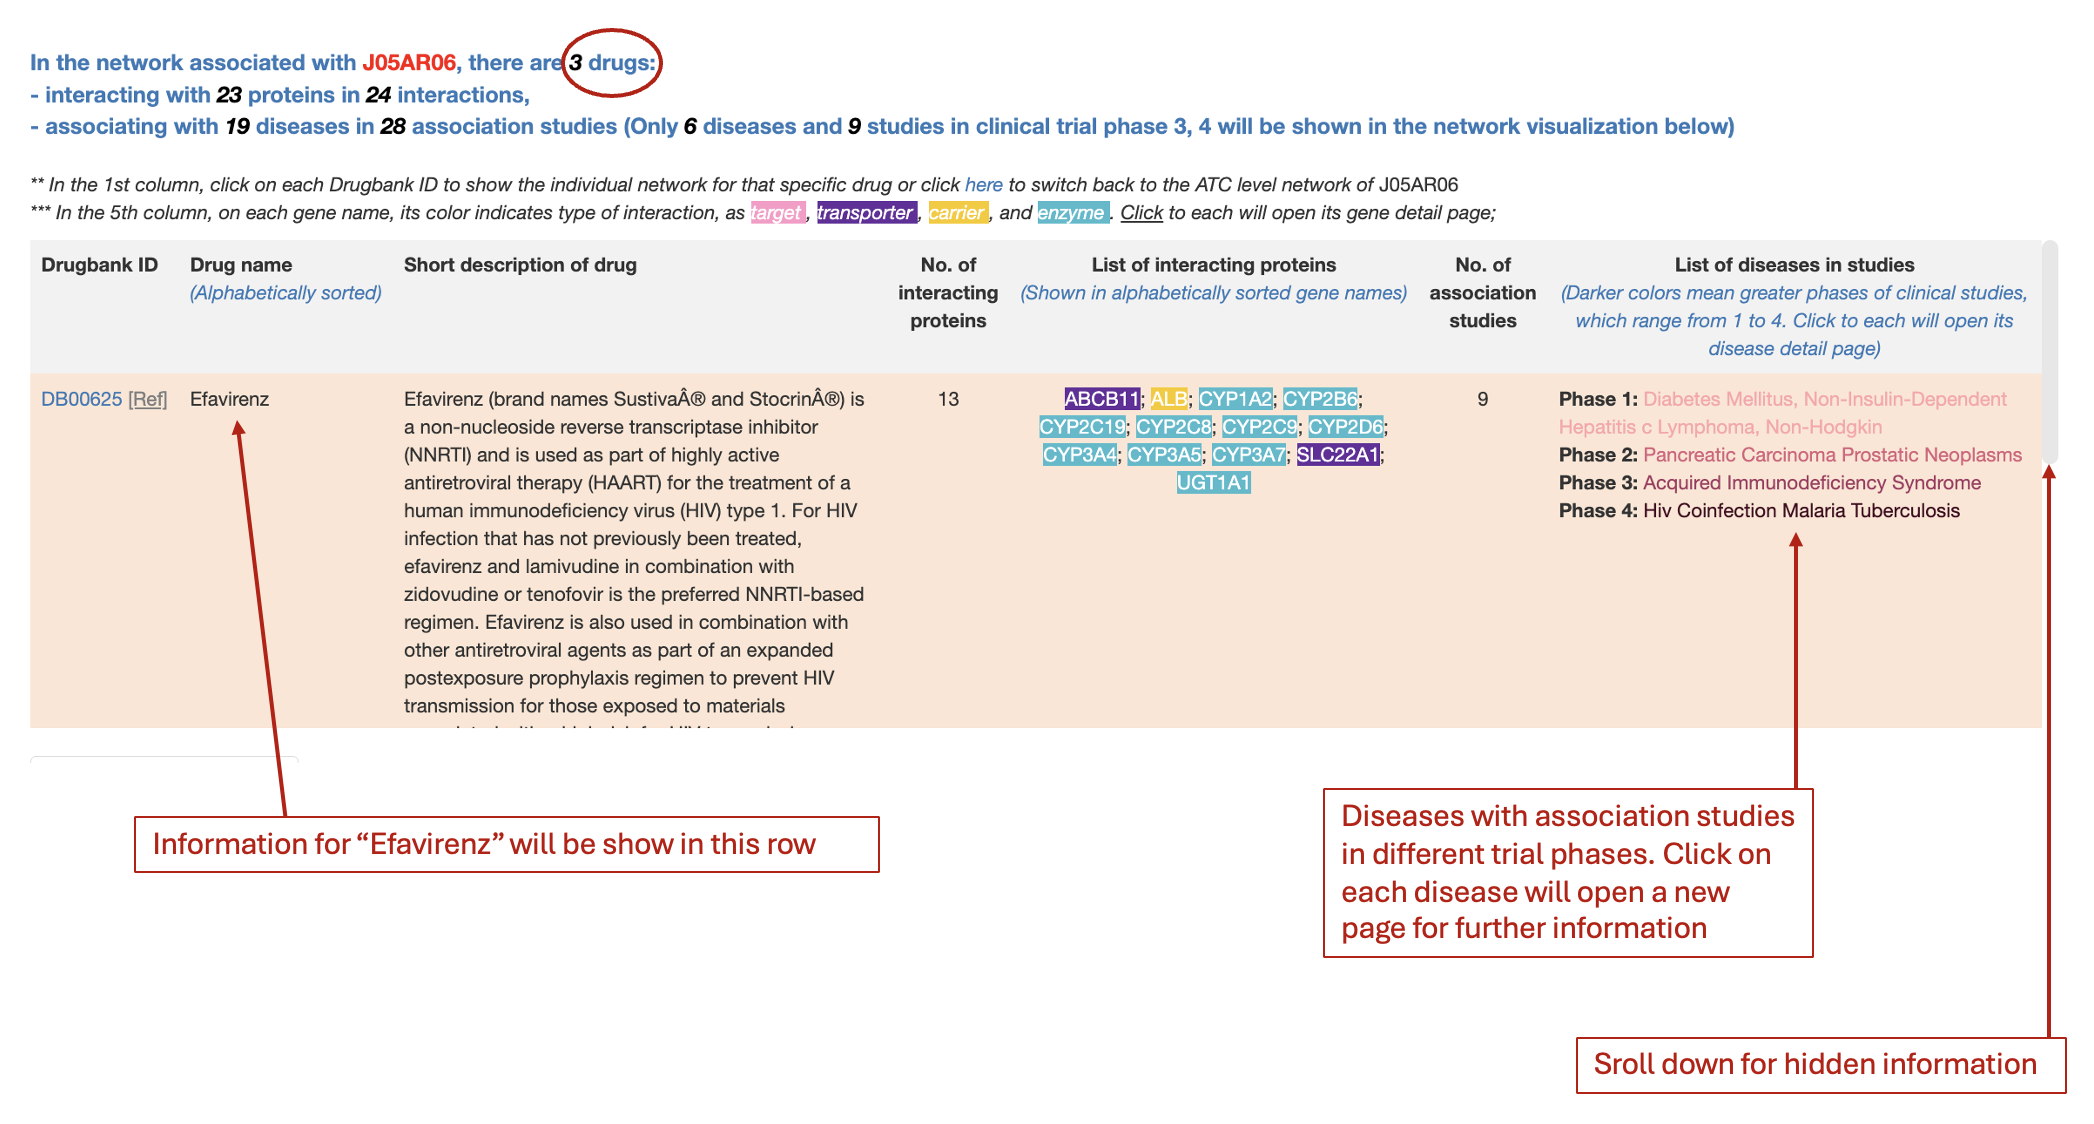 In the network associated with J05AR06, there are 3 drugs:
- interacting with 23 proteins in 24 interactions,
- associating with 19 diseases in 28 association studies (Only 6 diseases and 9 studies in clinical trial phase 3, 4 will be shown in the network visualization below)
** In the 1st column, click on each Drugbank ID to show the individual network for that specific drug or click here to switch back to the ATC level network of J05AR06
*** In the 5th column, on each gene name, its color indicates type of interaction, as target, transporter, carrier, and enzyme. Click to each will open its gene detail page;
Drugbank ID
Drug name
(Alphabetically sorted)
Short description of drug
No. of
interacting
proteins
List of interacting proteins
(Shown in alphabetically sorted gene names)
No. of
association
studies
List of diseases in studies
(Darker colors mean greater phases of clinical studies,
which range from 1 to 4. Click to each will open its
disease detail page)
DB00625 [Ref]
Efavirenz
Efavirenz (brand names SustivaÂ® and StocrinÂ®) is
a non-nucleoside reverse transcriptase inhibitor
(NNRTI) and is used as part of highly active
antiretroviral therapy (HAART) for the treatment of a
human immunodeficiency virus (HIV) type 1. For HIV
infection that has not previously been treated,
efavirenz and lamivudine in combination with
zidovudine or tenofovir is the preferred NNRTI-based
regimen. Efavirenz is also used in combination with
other antiretroviral agents as part of an expanded
postexposure prophylaxis regimen to prevent HIV
transmission for those exposed to materials
13
ABCB11; ALB; CYP1A2; CYP2B6;
CYP2C19; CYP2C8; CYP2C9; CYP2D6;
CYP3A4; CYP3A5; CYP3A7; SLC22A1;
UGT1A1
9
Phase 1: Diabetes Mellitus, Non-Insulin-Dependent
Hepatitis c Lymphoma, Non-Hodgkin
Phase 2: Pancreatic Carcinoma Prostatic Neoplasms
Phase 3: Acquired Immunodeficiency Syndrome
Phase 4: Hiv Coinfection Malaria Tuberculosis
Information for “Efavirenz” will be show in this row
Diseases with association studies
in different trial phases. Click on
each disease will open a new
page for further information
Sroll down for hidden information